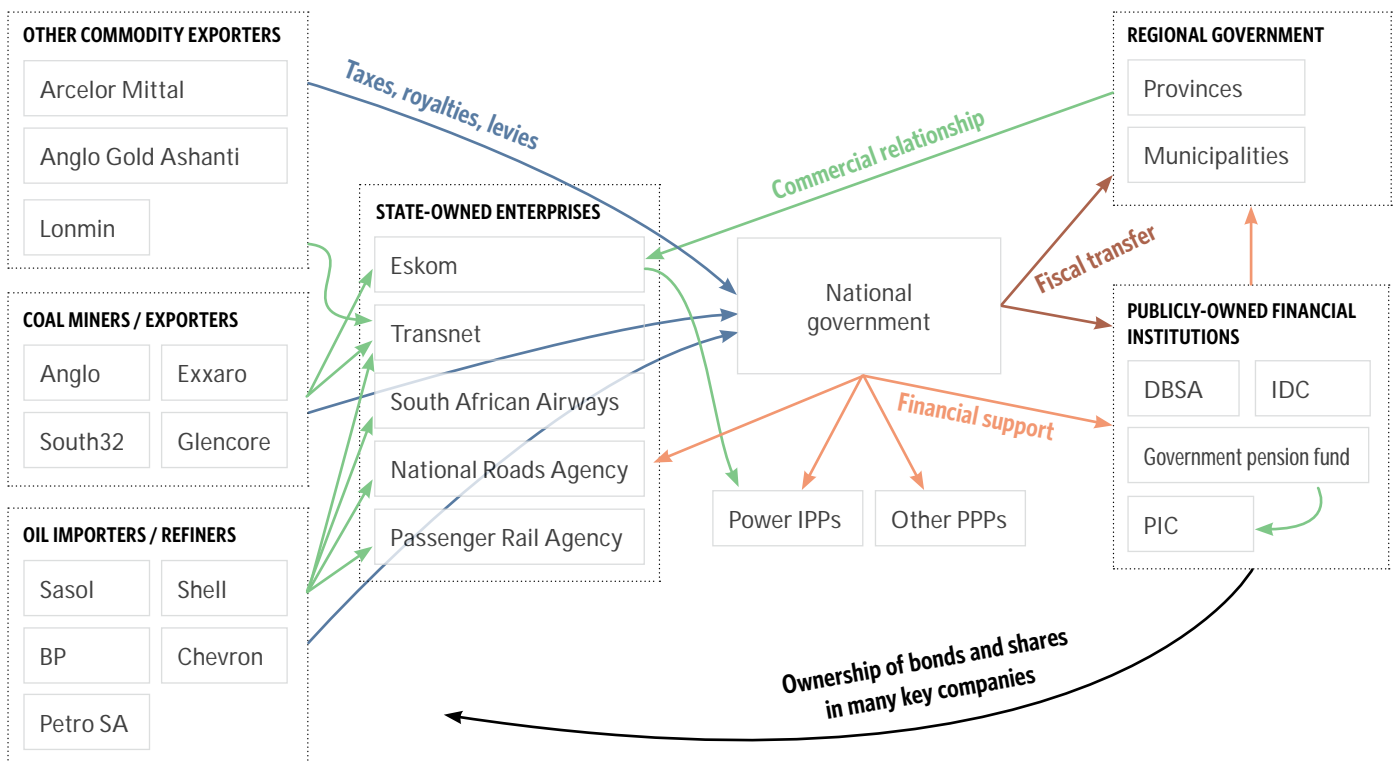 OTHER COMMODITY EXPORTERS
Arcelor Mittal
Anglo Gold Ashanti
Lonmin
COAL MINERS / EXPORTERS
Anglo
Exxaro
South32
Glencore
OIL IMPORTERS / REFINERS
Sasol
Shell
BP
Chevron
Petro SA
Taxes, royalties, levies
STATE-OWNED ENTERPRISES
Eskom
Transnet
South African Airways
National Roads Agency
Passenger Rail Agency
Commercial relationship
National
government
Fiscal transfer
Financial support
Power IPPs
Other PPPs
REGIONAL GOVERNMENT
Provinces
Municipalities
PUBLICLY-OWNED FINANCIAL
INSTITUTIONS
DBSA
IDC
Government pension fund
PIC
Ownership of bonds and shares
in many key companies